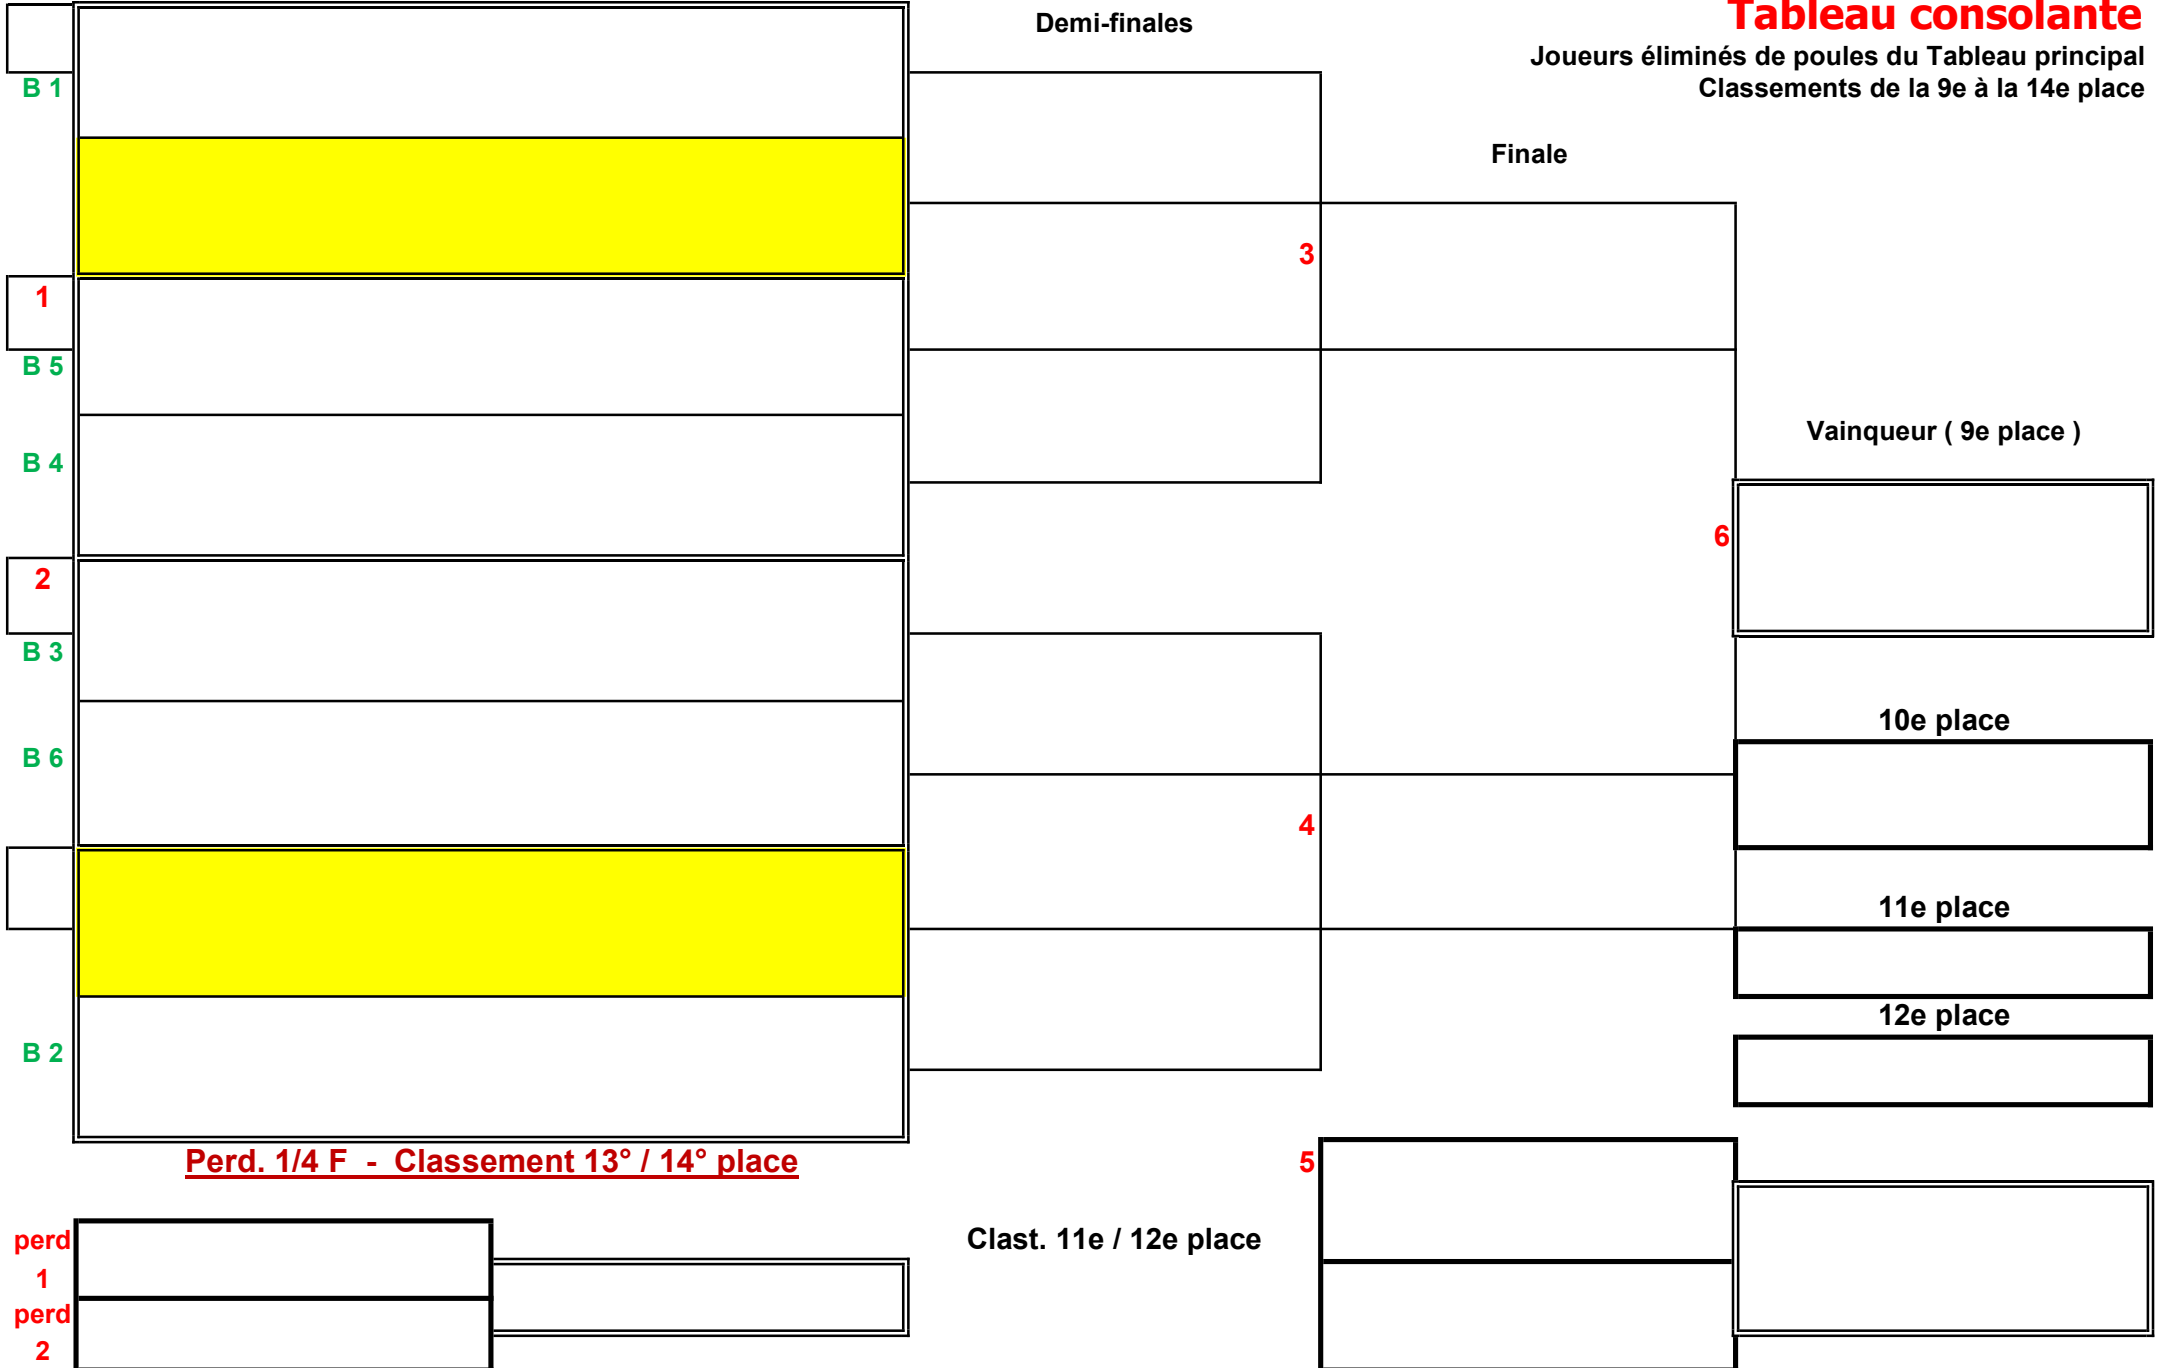 Tableau consolante
Demi-finales
Joueurs éliminés de poules du Tableau principal
B 1
Classements de la 9e à la 14e place
Finale
3
1
B 5
Vainqueur ( 9e place )
B 4
6
2
B 3
10e place
B 6
4
11e place
12e place
B 2
Perd. 1/4 F - Classement 13° / 14° place
5
perd
1
Clast. 11e / 12e place
perd
2